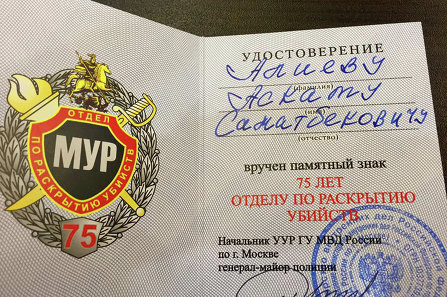 ОТДЕЛ
ПО РАСКРЫТИЮ УБИЙСТВ
МУР
75
УДОСТОВЕРЕНИЕ
Алиеву
(фамилия)
Аскату
(имя)
Саматбековичу
(отчество)
вручен памятный знак
75 ЛЕТ
ОТДЕЛУ ПО РАСКРЫТИЮ
УБИЙСТВ
Начальник УУР ГУ МВД России
по г. Москве
генерал-майор полиции